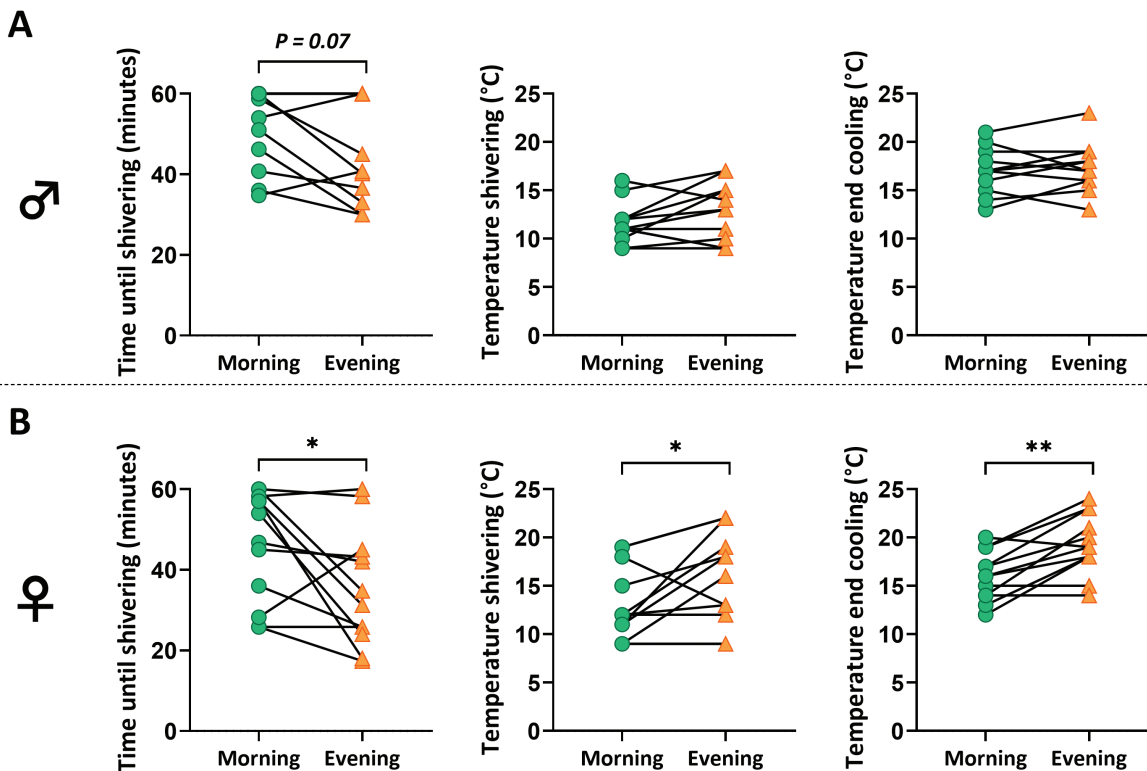 A
P = 0.07
Time until shivering (minutes)
60
40
20
0
Morning Evening
Temperature shivering (°C)
25
20
15
10
5
0
Morning Evening
Temperature end cooling (°C)
25
20
15
10
5
0
Morning Evening
♂
B
*
Time until shivering (minutes)
60
40
20
0
Morning Evening
*
Temperature shivering (°C)
25
20
15
10
5
0
Morning Evening
**
Temperature end cooling (°C)
25
20
15
10
5
0
Morning Evening
♀